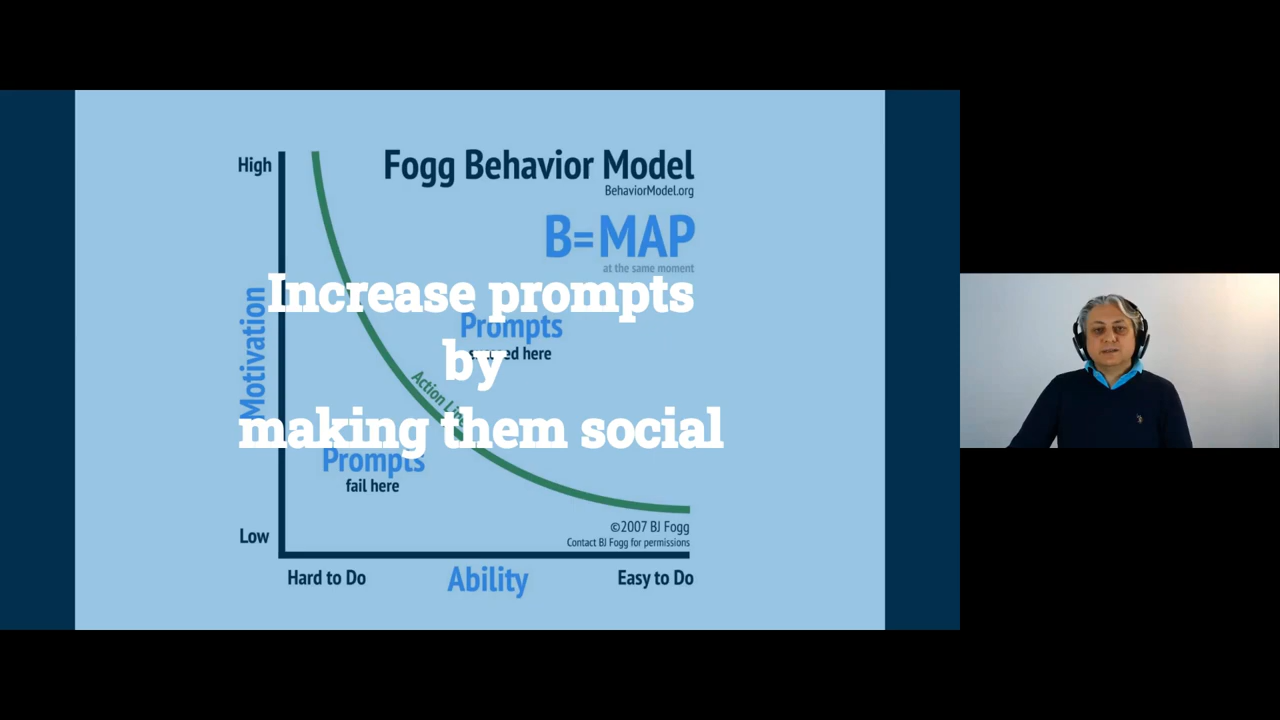 High
Fogg Behavior Model
BehaviorModel.org
B=MAP
at the same moment
Increase prompts
by
making them social
Motivation
Prompts
here
Action
Prompts
fail here
Low
©2007 BJ Fogg
Contact BJ Fogg for permissions
Hard to Do
Ability
Easy to Do